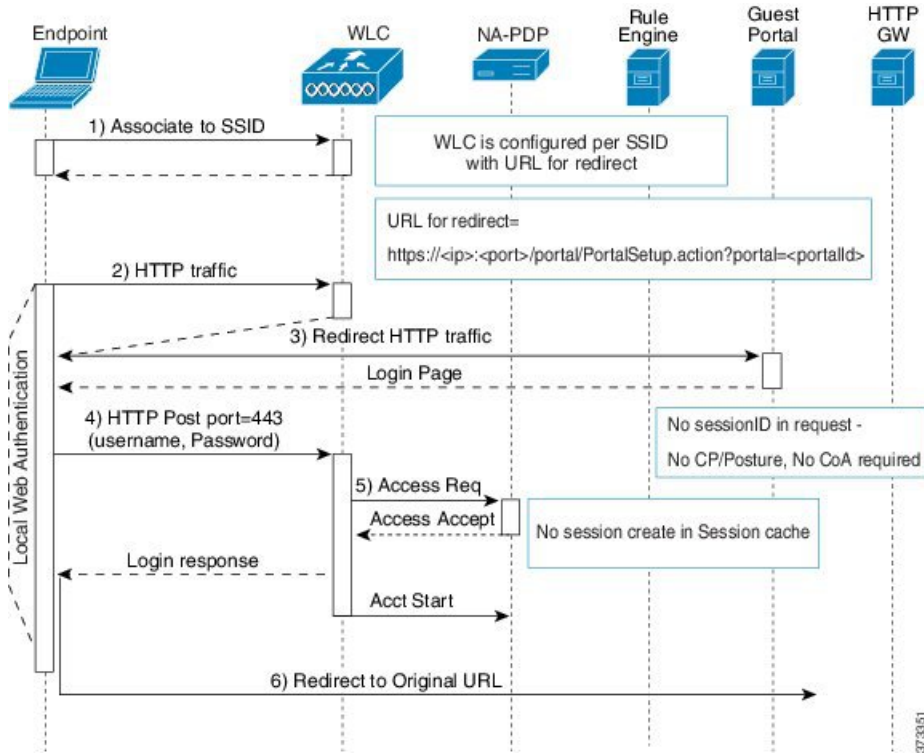 Endpoint
WLC
NA-PDP
Rule
Engine
Guest
Portal
HTTP
GW
1) Associate to SSID
WLC is configured per SSID
with URL for redirect
URL for redirect=
https://<ip>:<port>/portal/PortalSetup.action?portal=<portalId>
2) HTTP traffic
3) Redirect HTTP traffic
Login Page
Local Web Authentication
4) HTTP Post port=443
(username, Password)
No sessionID in request -
No CP/Posture, No CoA required
5) Access Req
Access Accept
No session create in Session cache
Login response
Acct Start
6) Redirect to Original URL